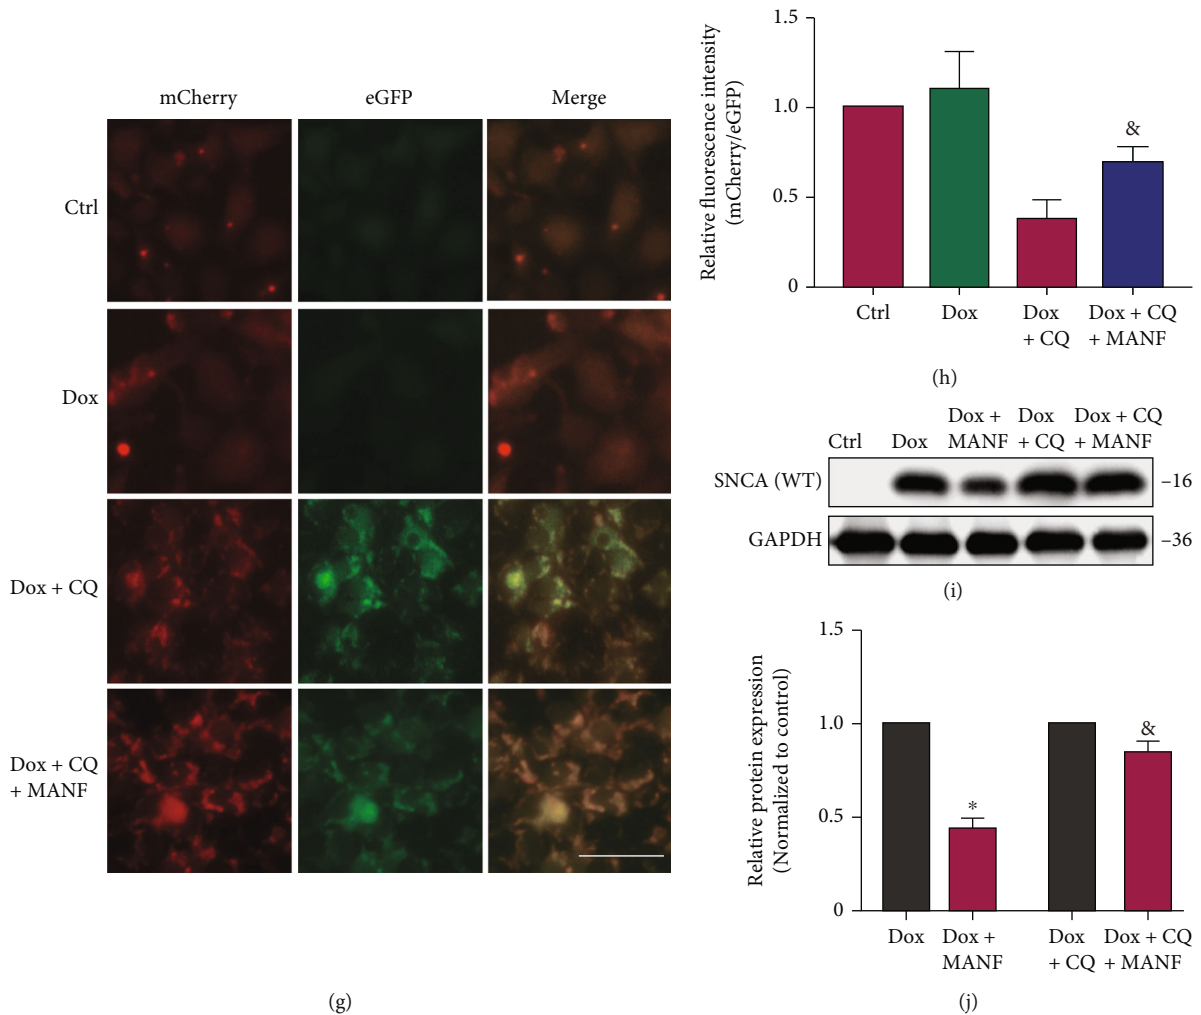 mCherry
eGFP
Merge
Ctrl
Dox
Dox + CQ
Dox + CQ
+ MANF
(g)
Relative fluorescence intensity
(mCherry/eGFP)
1.5
1.0
0.5
0
&
Ctrl
Dox
Dox
+ CQ
Dox + CQ
+ MANF
(h)
Ctrl
Dox
Dox +
MANF
Dox
+ CQ
Dox + CQ
+ MANF
SNCA (WT)
–16
GAPDH
–36
(i)
Relative protein expression
(Normalized to control)
1.5
1.0
0.5
0
*
&
Dox
Dox +
MANF
Dox
+ CQ
Dox + CQ
+ MANF
(j)